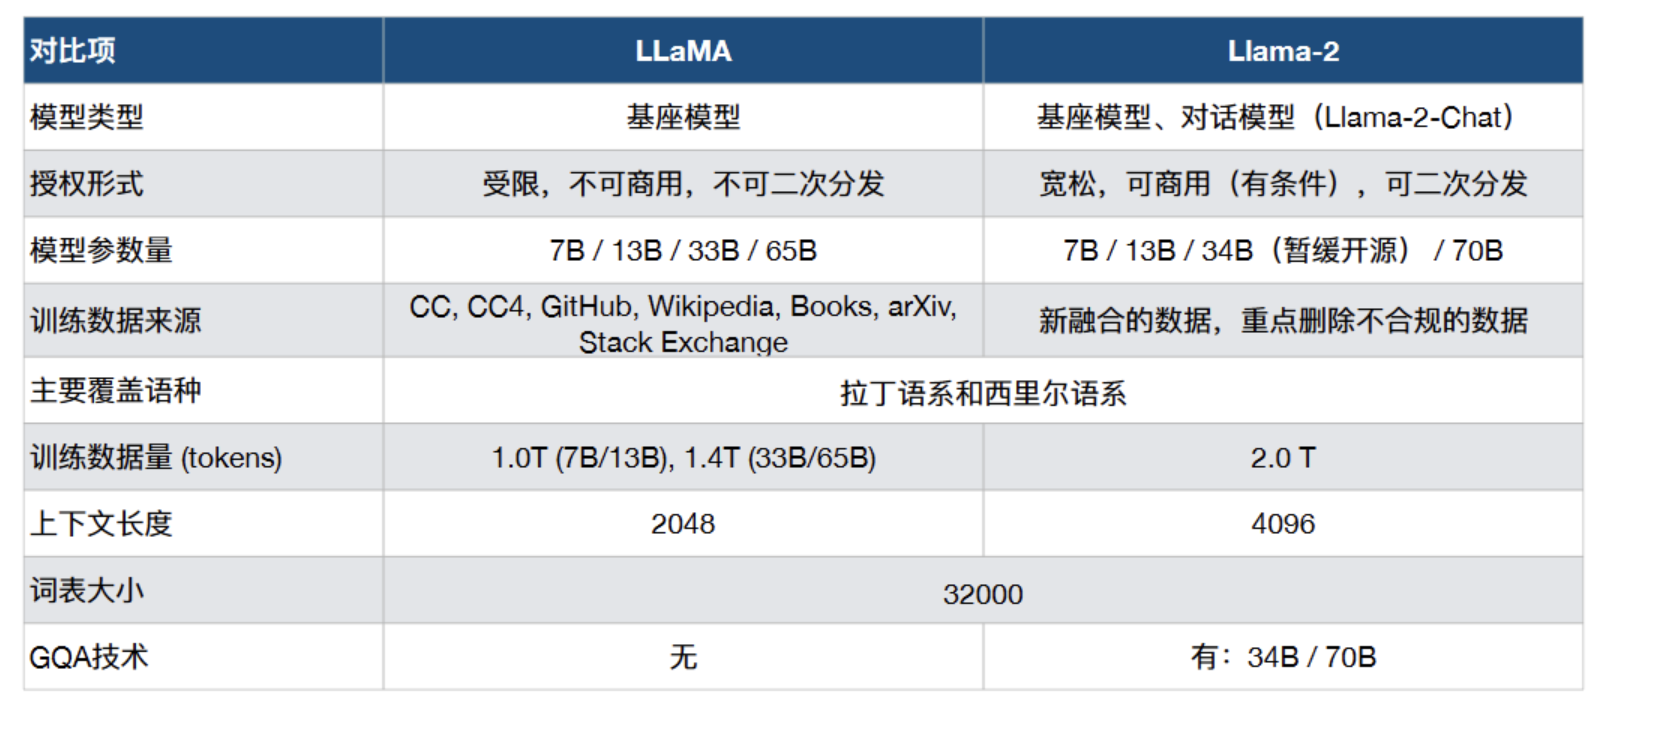 对比项 LLaMA Llama-2
模型类型 基座模型 基座模型、对话模型（Llama-2-Chat）
授权形式 受限，不可商用，不可二次分发 宽松，可商用（有条件），可二次分发
模型参数量 7B / 13B / 33B / 65B 7B / 13B / 34B（暂缓开源） / 70B
训练数据来源 CC, CC4, GitHub, Wikipedia, Books, arXiv,
Stack Exchange 新融合的数据，重点删除不合规的数据
主要覆盖语种 拉丁语系和西里尔语系
训练数据量 (tokens) 1.0T (7B/13B), 1.4T (33B/65B) 2.0 T
上下文长度 2048 4096
词表大小 32000
GQA技术 无 有：34B / 70B